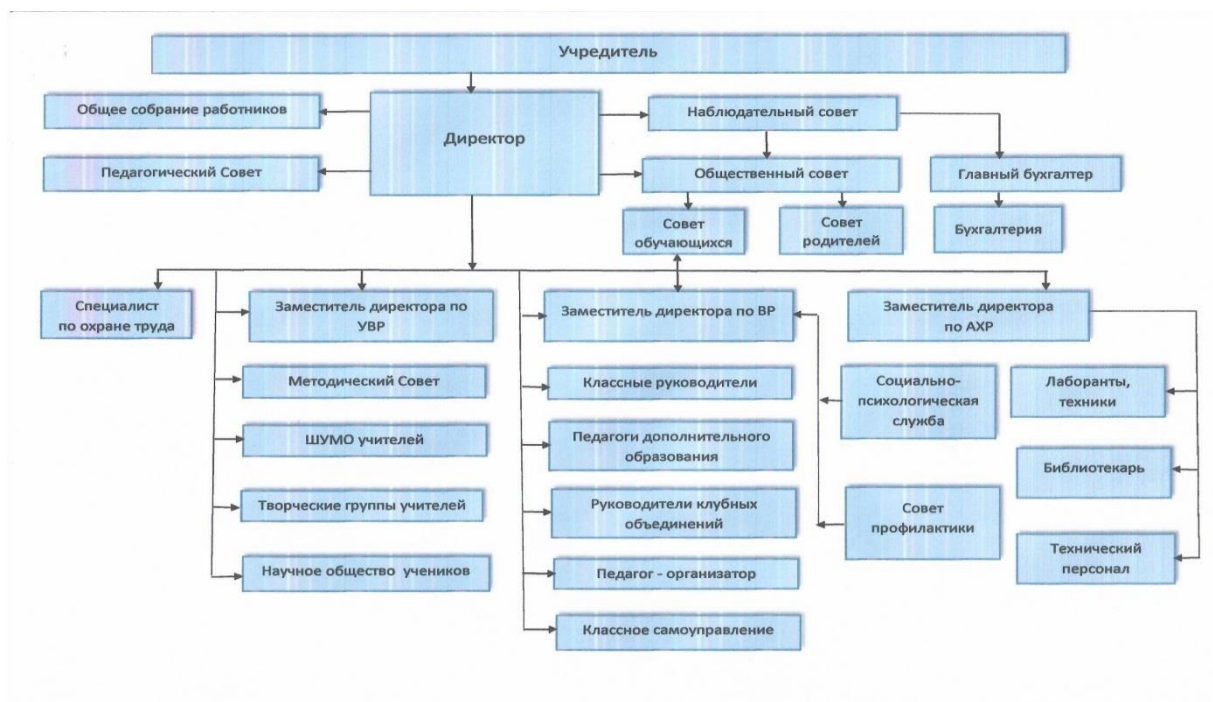 Учредитель
Общее собрание работников
Директор
Наблюдательный совет
Педагогический Совет
Общественный совет
Главный бухгалтер
Совет
обучающихся
Совет
родителей
Бухгалтерия
Специалист
по охране труда
Заместитель директора по
УВР
Заместитель директора по ВР
Заместитель директора
по АХР
Методический Совет
ШУМО учителей
Творческие группы учителей
Научное общество учеников
Классные руководители
Педагоги дополнительного
образования
Руководители клубных
объединений
Педагог - организатор
Классное самоуправление
Социально-
психологическая
служба
Совет
профилактики
Лаборанты,
техники
Библиотекарь
Технический
персонал